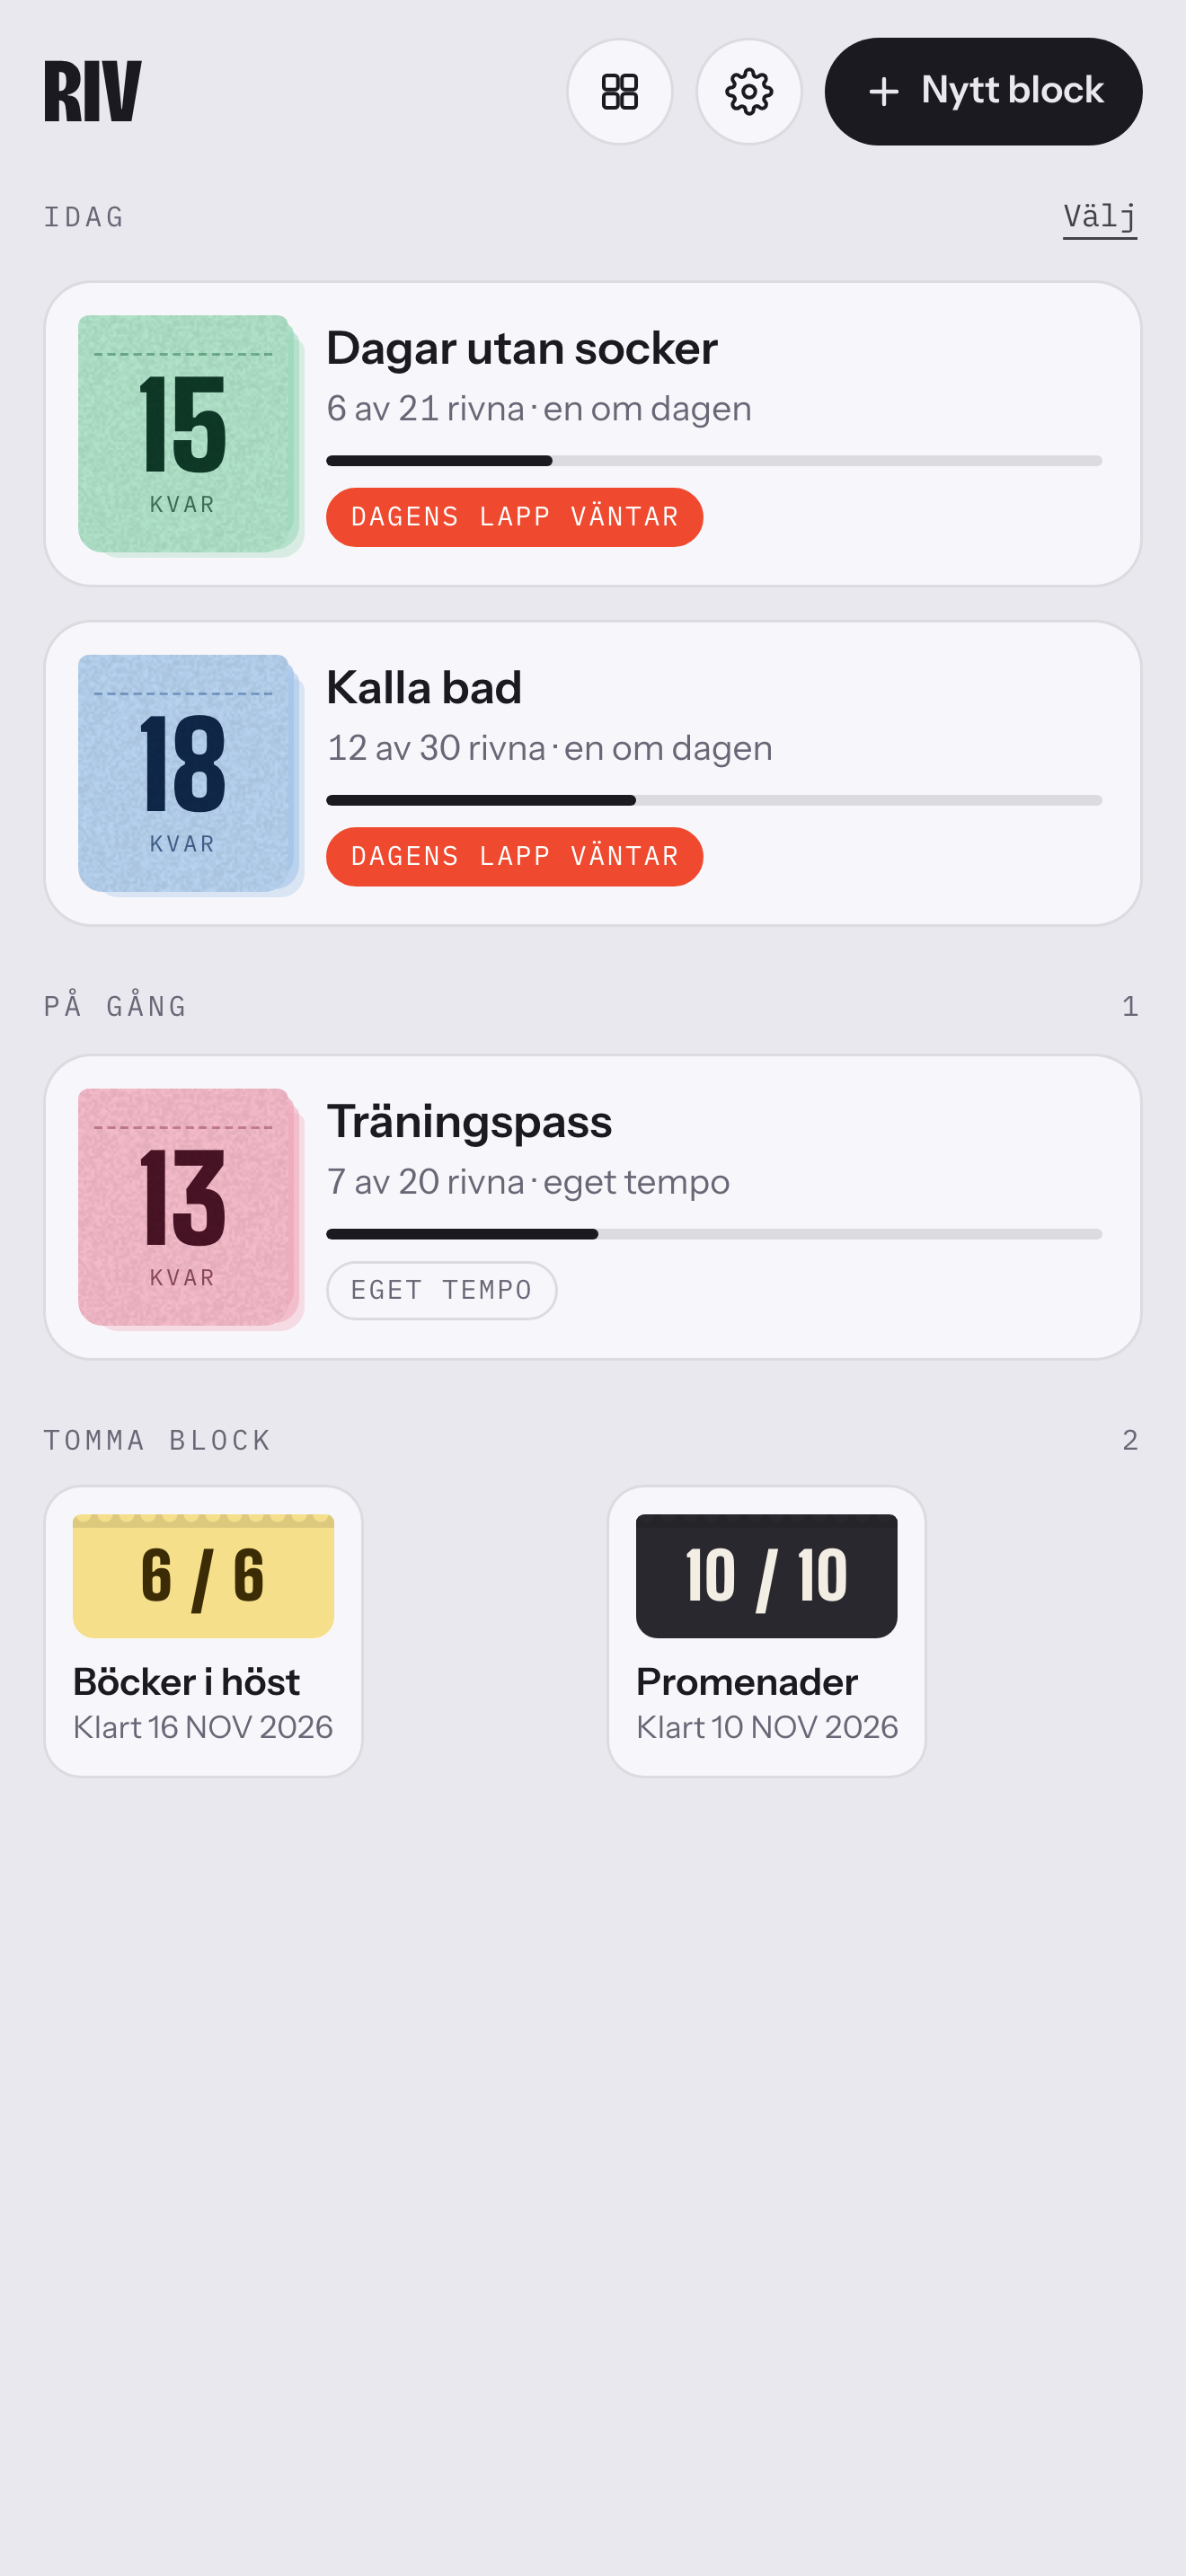 RIV
+ Nytt block
IDAG
Välj
15
KVAR
Dagar utan socker
6 av 21 rivna · en om dagen
DAGENS LAPP VÄNTAR
18
KVAR
Kalla bad
12 av 30 rivna · en om dagen
DAGENS LAPP VÄNTAR
PÅ GÅNG
1
13
KVAR
Träningspass
7 av 20 rivna · eget tempo
EGET TEMPO
TOMMA BLOCK
2
6 / 6
Böcker i höst
Klart 16 NOV 2026
10 / 10
Promenader
Klart 10 NOV 2026